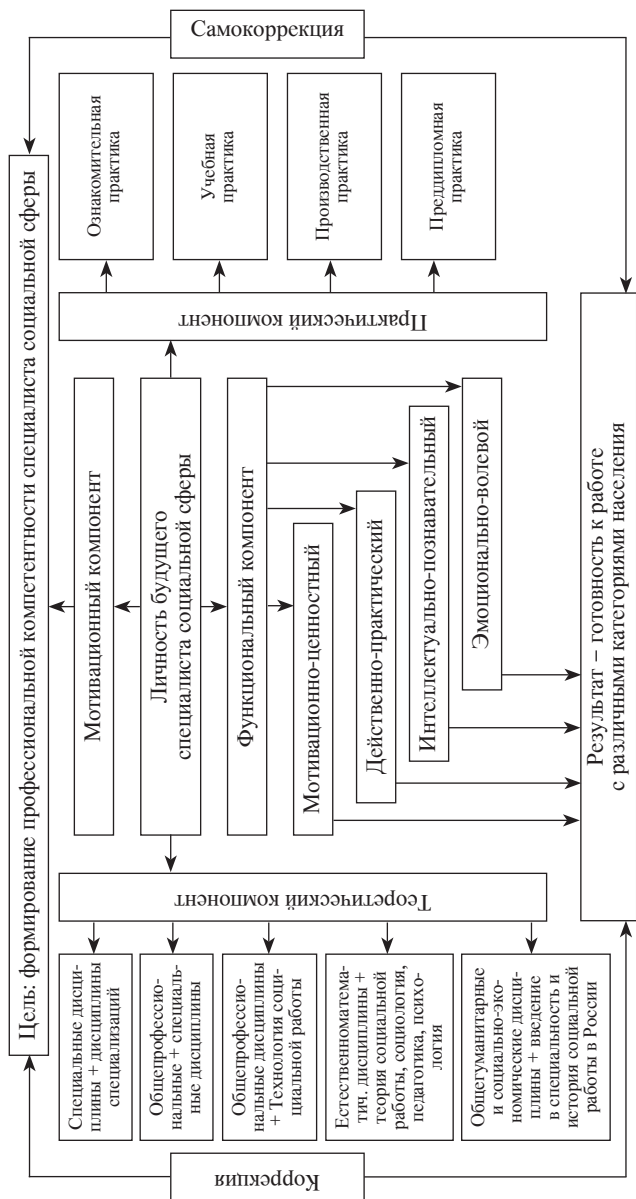 Цель: формирование профессиональной компетентности специалиста социальной сферы
Коррекция
Самокоррекция
Мотивационный компонент
Личность будущего
специалиста социальной сферы
Функциональный компонент
Мотивационно-ценностный
Действенно-практический
Интеллектуально-познавательный
Эмоционально-волевой
Теоретический компонент
Специальные дисци-
плины + дисциплины
специализаций
Общепрофессио-
нальные + специаль-
ные дисциплины
Общепрофессио-
нальные дисциплины
+ Технология соци-
циальной работы
Естественноматема-
тич. дисциплины +
теория социальной
работы, социология,
педагогика, психо-
логия
Общегуманитарные
и социально-эко-
номические дисци-
плины + введение
в специальность и
история социальной
работы в России
Практический компонент
Ознакомительная
практика
Учебная
практика
Производственная
практика
Преддипломная
практика
Результат – готовность к работе
с различными категориями населения